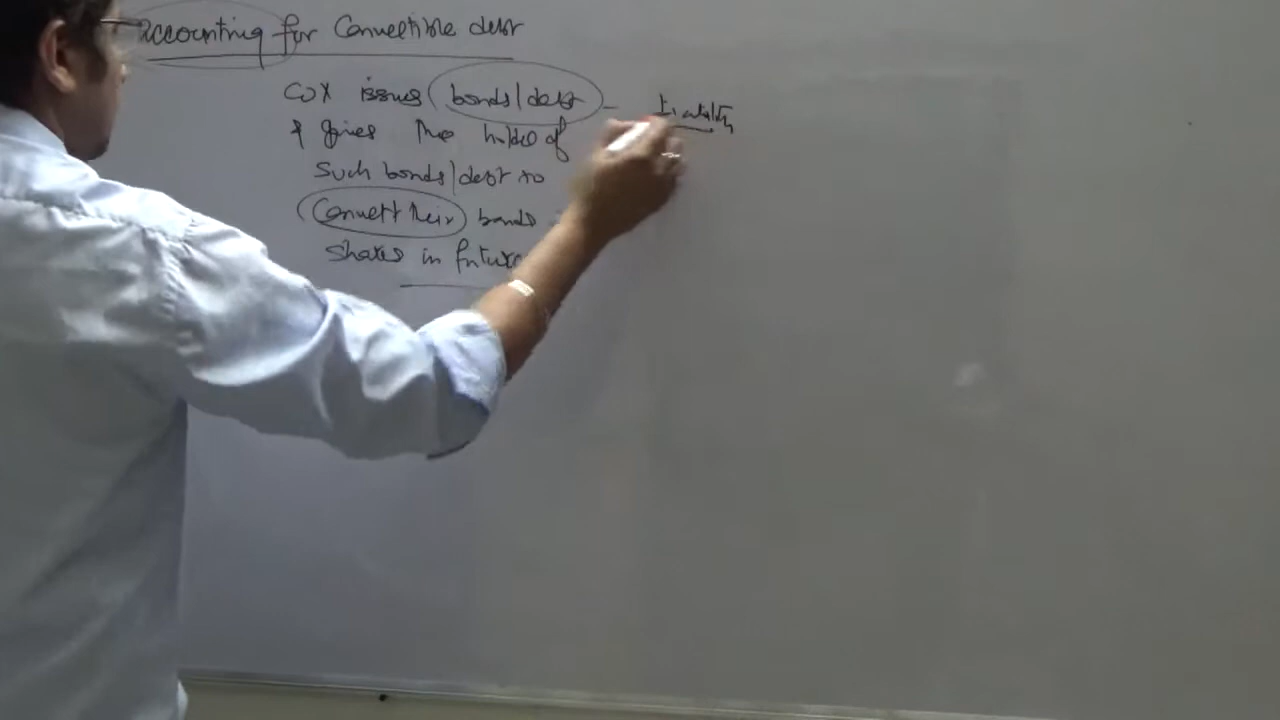 accounting for Convertible debt
COX issues bonds/debt - Liability
& gives the holder of
such bonds/debt to
Convert their bonds
shares in future